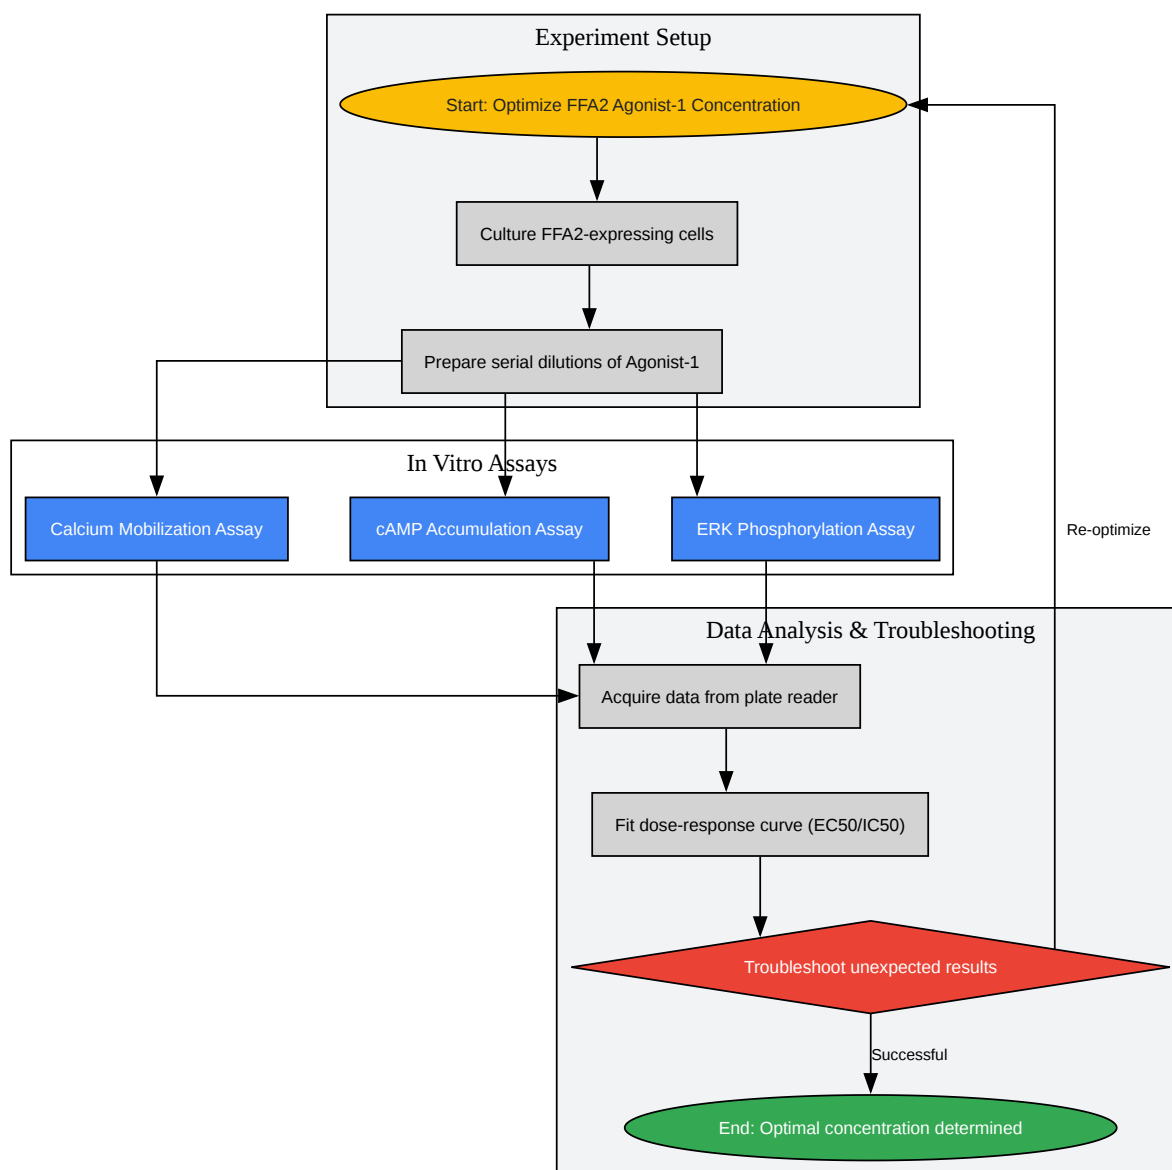 Experiment Setup
Start: Optimize FFA2 Agonist-1 Concentration
Culture FFA2-expressing cells
Prepare serial dilutions of Agonist-1
In Vitro Assays
Calcium Mobilization Assay
cAMP Accumulation Assay
ERK Phosphorylation Assay
Re-optimize
Data Analysis & Troubleshooting
Acquire data from plate reader
Fit dose-response curve (EC50/IC50)
Troubleshoot unexpected results
Successful
End: Optimal concentration determined